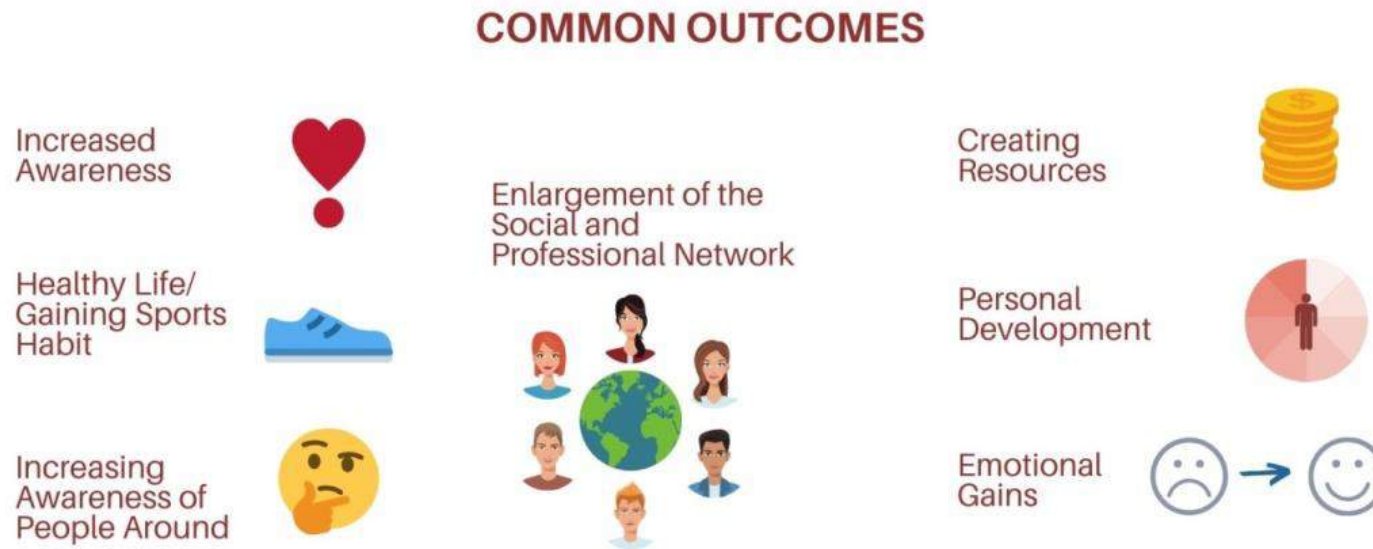 COMMON OUTCOMES
Increased
Awareness
Healthy Life/
Gaining Sports
Habit
Increasing
Awareness of
People Around
Enlargement of the
Social and
Professional Network
Creating
Resources
$
Personal
Development
Emotional
Gains